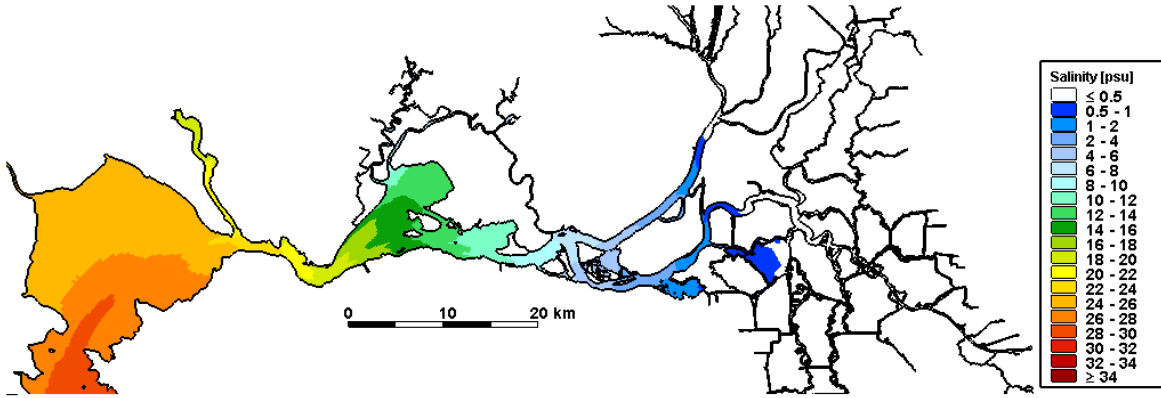 Salinity [psu]
≤ 0.5
0.5 - 1
1 - 2
2 - 4
4 - 6
6 - 8
8 - 10
10 - 12
12 - 14
14 - 16
16 - 18
18 - 20
20 - 22
22 - 24
24 - 26
26 - 28
28 - 30
30 - 32
32 - 34
≥ 34
0 10 20 km